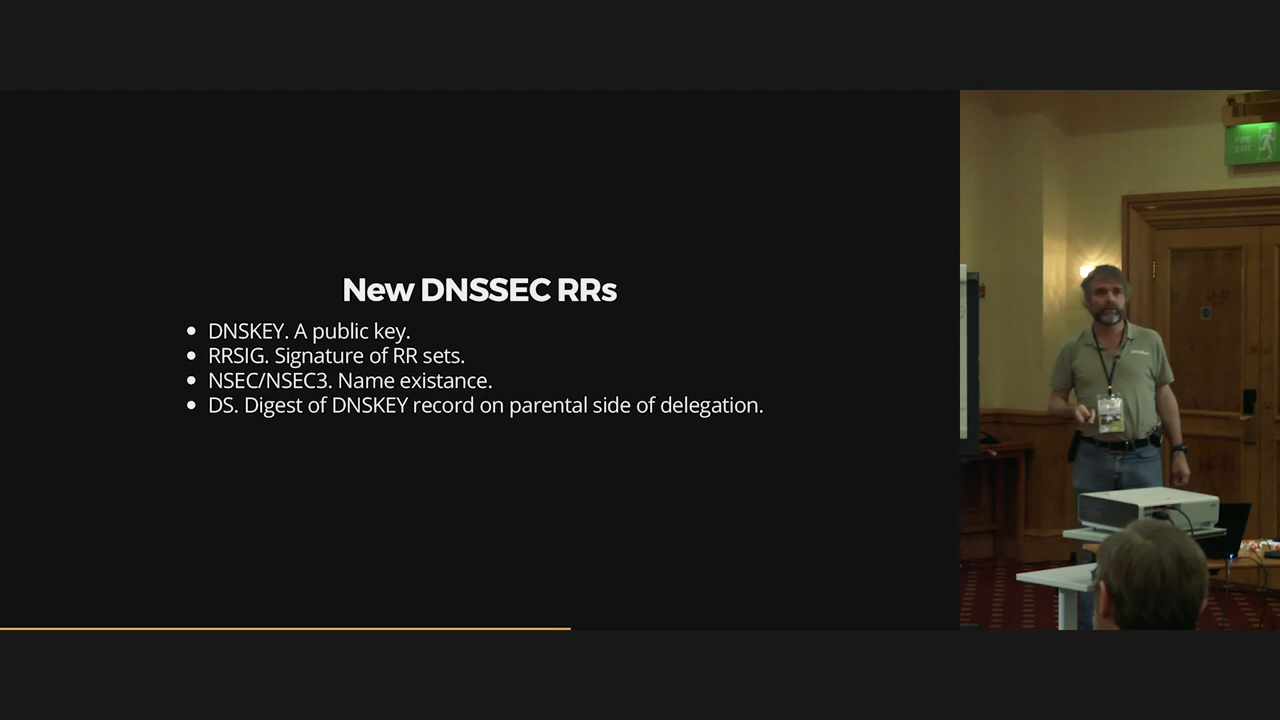 New DNSSEC RRs
DNSKEY. A public key.
RRSIG. Signature of RR sets.
NSEC/NSEC3. Name existance.
DS. Digest of DNSKEY record on parental side of delegation.